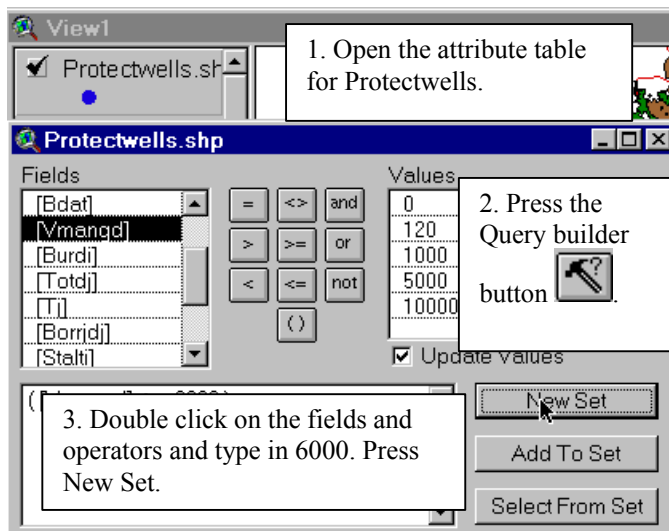 View1
Protectwells.sh
1. Open the attribute table
for Protectwells.
Protectwells.shp
Fields
Values
[Bdat]
[Vmangd]
[Burdi]
[Totdj]
[Tj]
[Borrjdj]
[Stalti]
= <> and
> >= or
< <= not
()
0
120
1000
5000
10000
2. Press the
Query builder
button .
Update Values
3. Double click on the fields and
operators and type in 6000. Press
New Set.
New Set
Add To Set
Select From Set